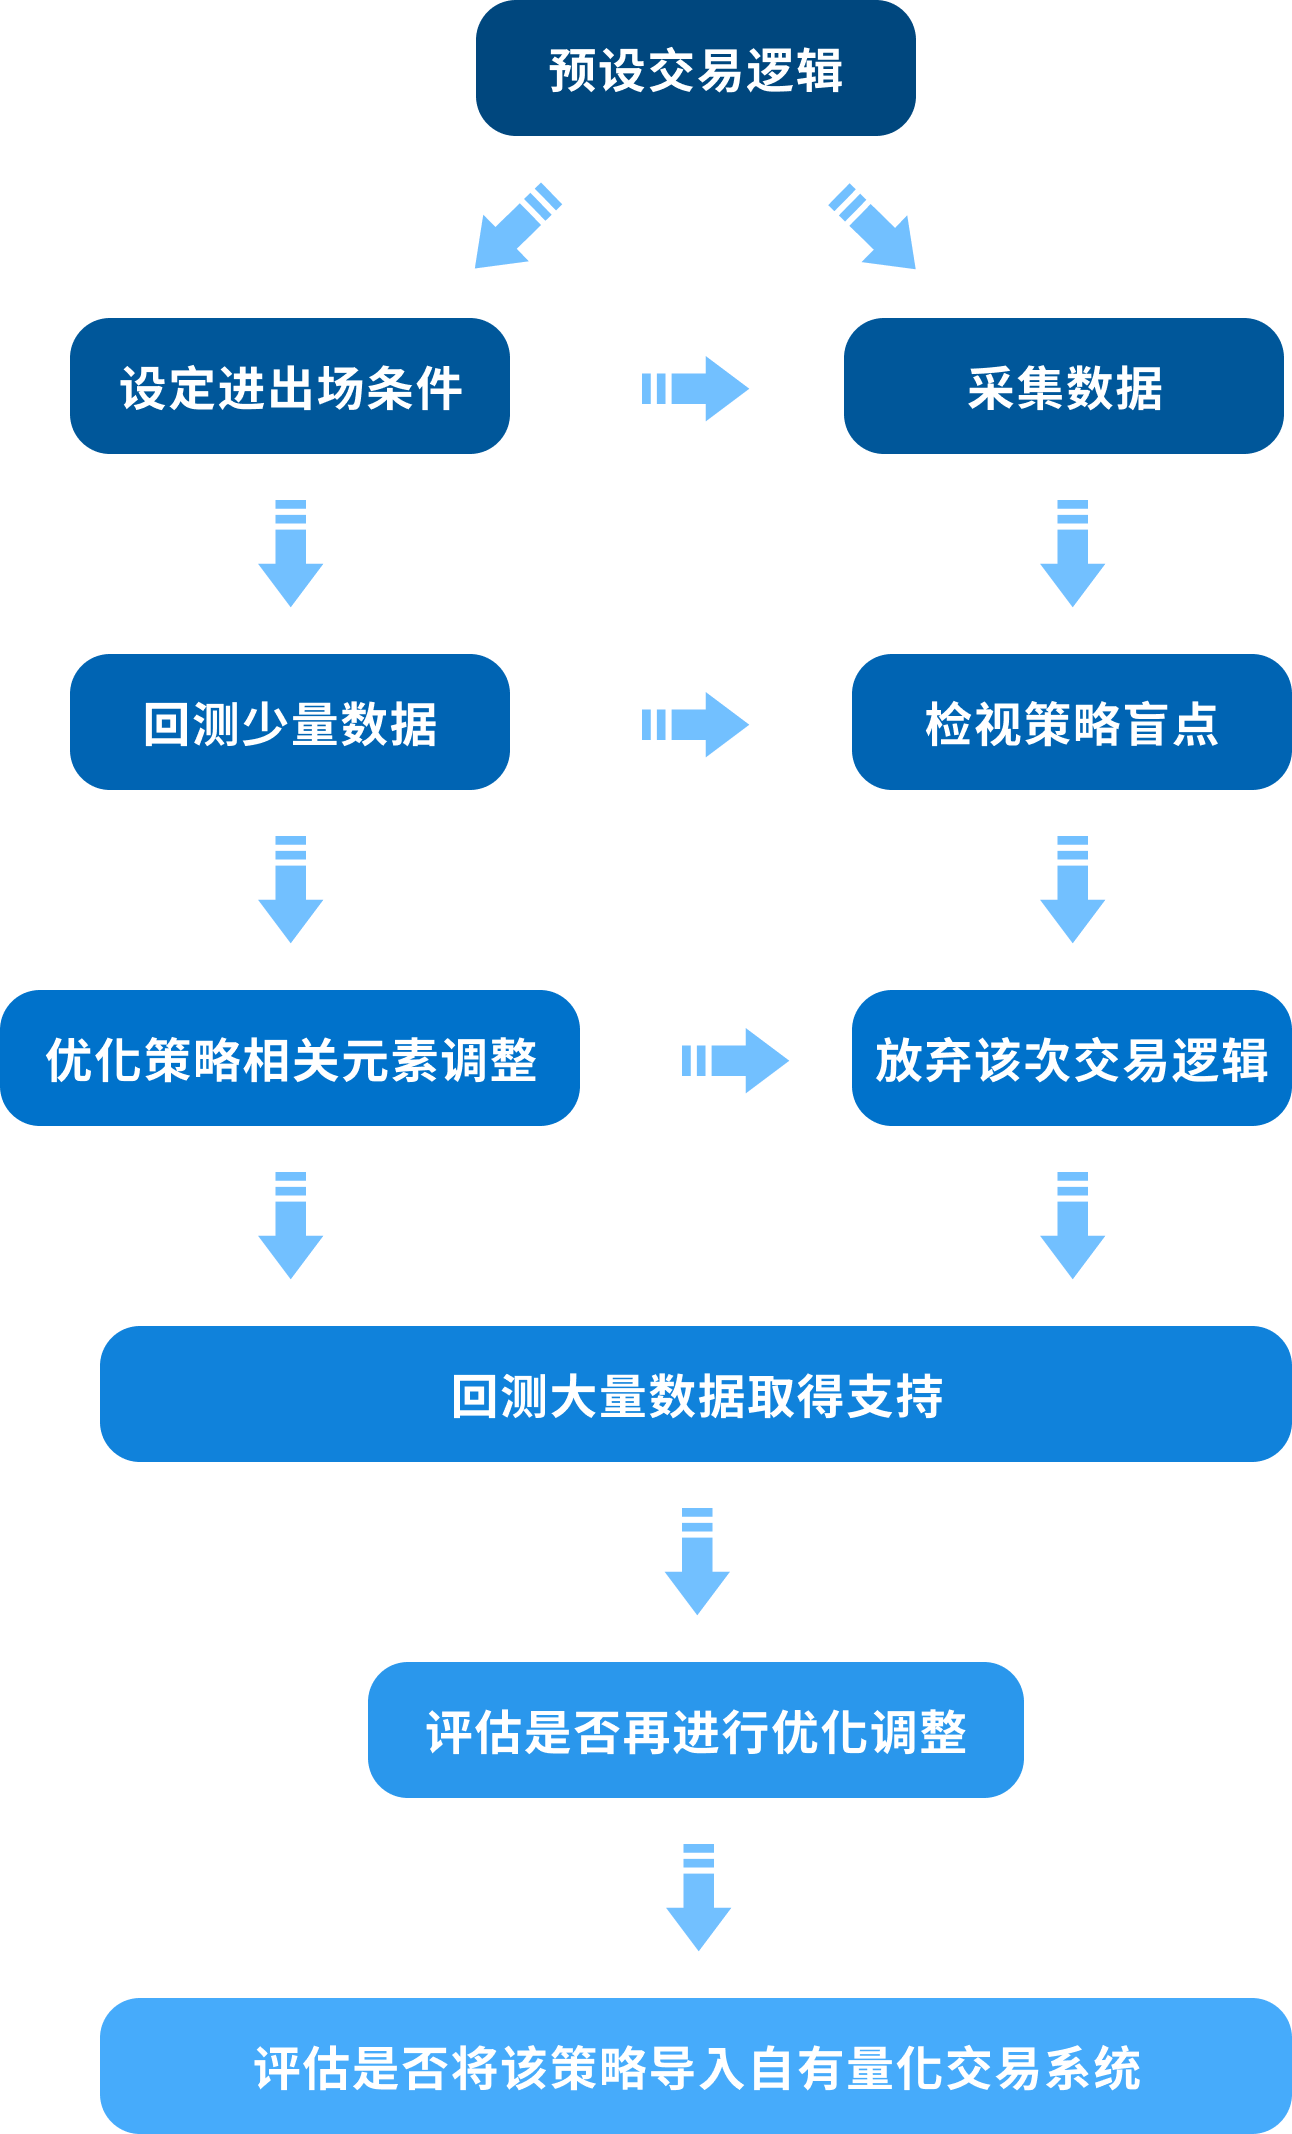 预设交易逻辑
设定进出场条件
采集数据
回测少量数据
检视策略盲点
优化策略相关元素调整
放弃该次交易逻辑
回测大量数据取得支持
评估是否再进行优化调整
评估是否将该策略导入自有量化交易系统